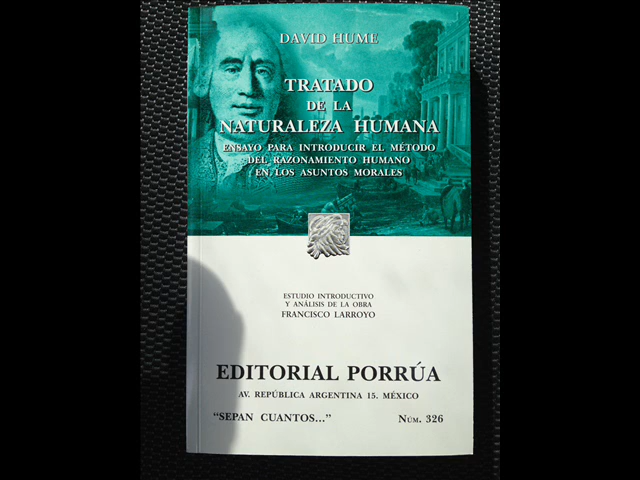 DAVID HUME
TRATADO
DE LA
NATURALEZA HUMANA
ENSAYO PARA INTRODUCIR EL MÉTODO
DEL RAZONAMIENTO HUMANO
EN LOS ASUNTOS MORALES
ESTUDIO INTRODUCTIVO
Y ANÁLISIS DE LA OBRA
FRANCISCO LARROYO
EDITORIAL PORRÚA
AV. REPÚBLICA ARGENTINA 15. MÉXICO
"SEPAN CUANTOS..." NÚM. 326